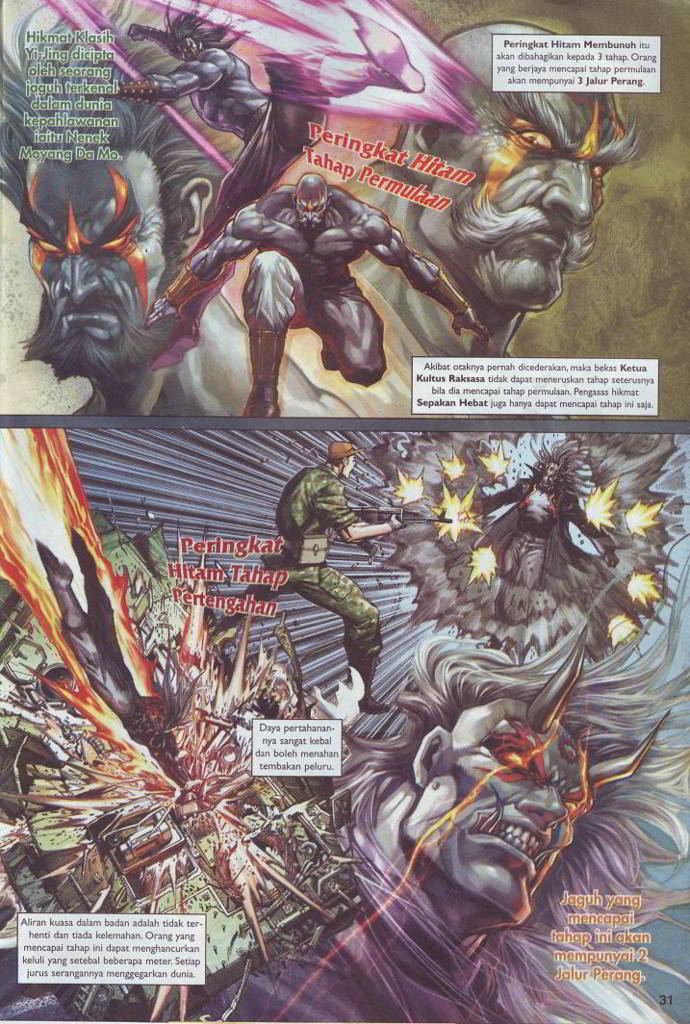 Hikmat Klasih
Yi-Jing dicipta
oleh seorang
jaguh terkenal
dalam dunia
kepahlawanan
iaitu Nenek
Moyang Da Mo.
Peringkat Hitam Membunuh itu
akan dibahagikan kepada 3 tahap. Orang
yang berjaya mencapai tahap permulaan
akan mempunyai 3 Jalur Perang.
Peringkat Hitam
Tahap Permulaan
Akibat otaknya pernah dicederakan, maka bekas Ketua
Kultus Raksasa tidak dapat meneruskan tahap seterusnya
bila dia mencapai tahap permulaan. Pengasas hikmat
Sepakan Hebat juga hanya dapat mencapai tahap ini saja.
Peringkat
Hitam Tahap
Pertengahan
Daya pertahanan-
nya sangat kebal
dan boleh menahan
tembakan peluru.
Aliran kuasa dalam badan adalah tidak ter-
henti dan tiada kelemahan. Orang yang
mencapai tahap ini dapat menghancurkan
keluli yang setebal beberapa meter. Setiap
jurus serangannya menggegarkan dunia.
Jaguh yang
mencapai
tahap ini akan
mempunyai 2
Jalur Perang.
31